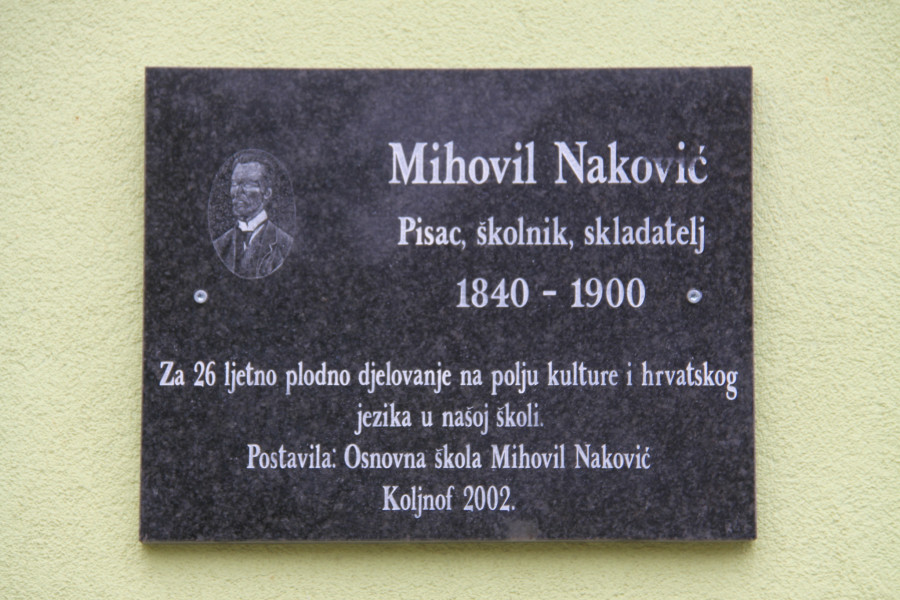 Mihovil Naković
Pisac, školnik, skladatelj
1840 - 1900
Za 26 ljetno plodno djelovanje na polju kulture i hrvatskog
jezika u našoj školi.
Postavila: Osnovna škola Mihovil Naković
Koljnof 2002.